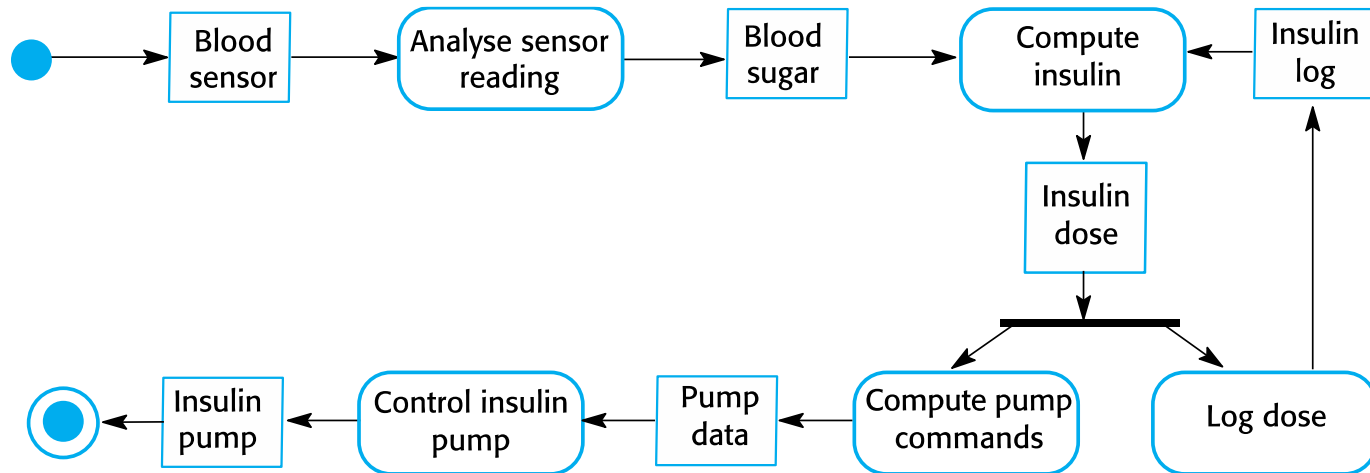 Blood
sensor
Analyse sensor
reading
Blood
sugar
Compute
insulin
Insulin
log
Insulin
dose
Insulin
pump
Control insulin
pump
Pump
data
Compute pump
commands
Log dose